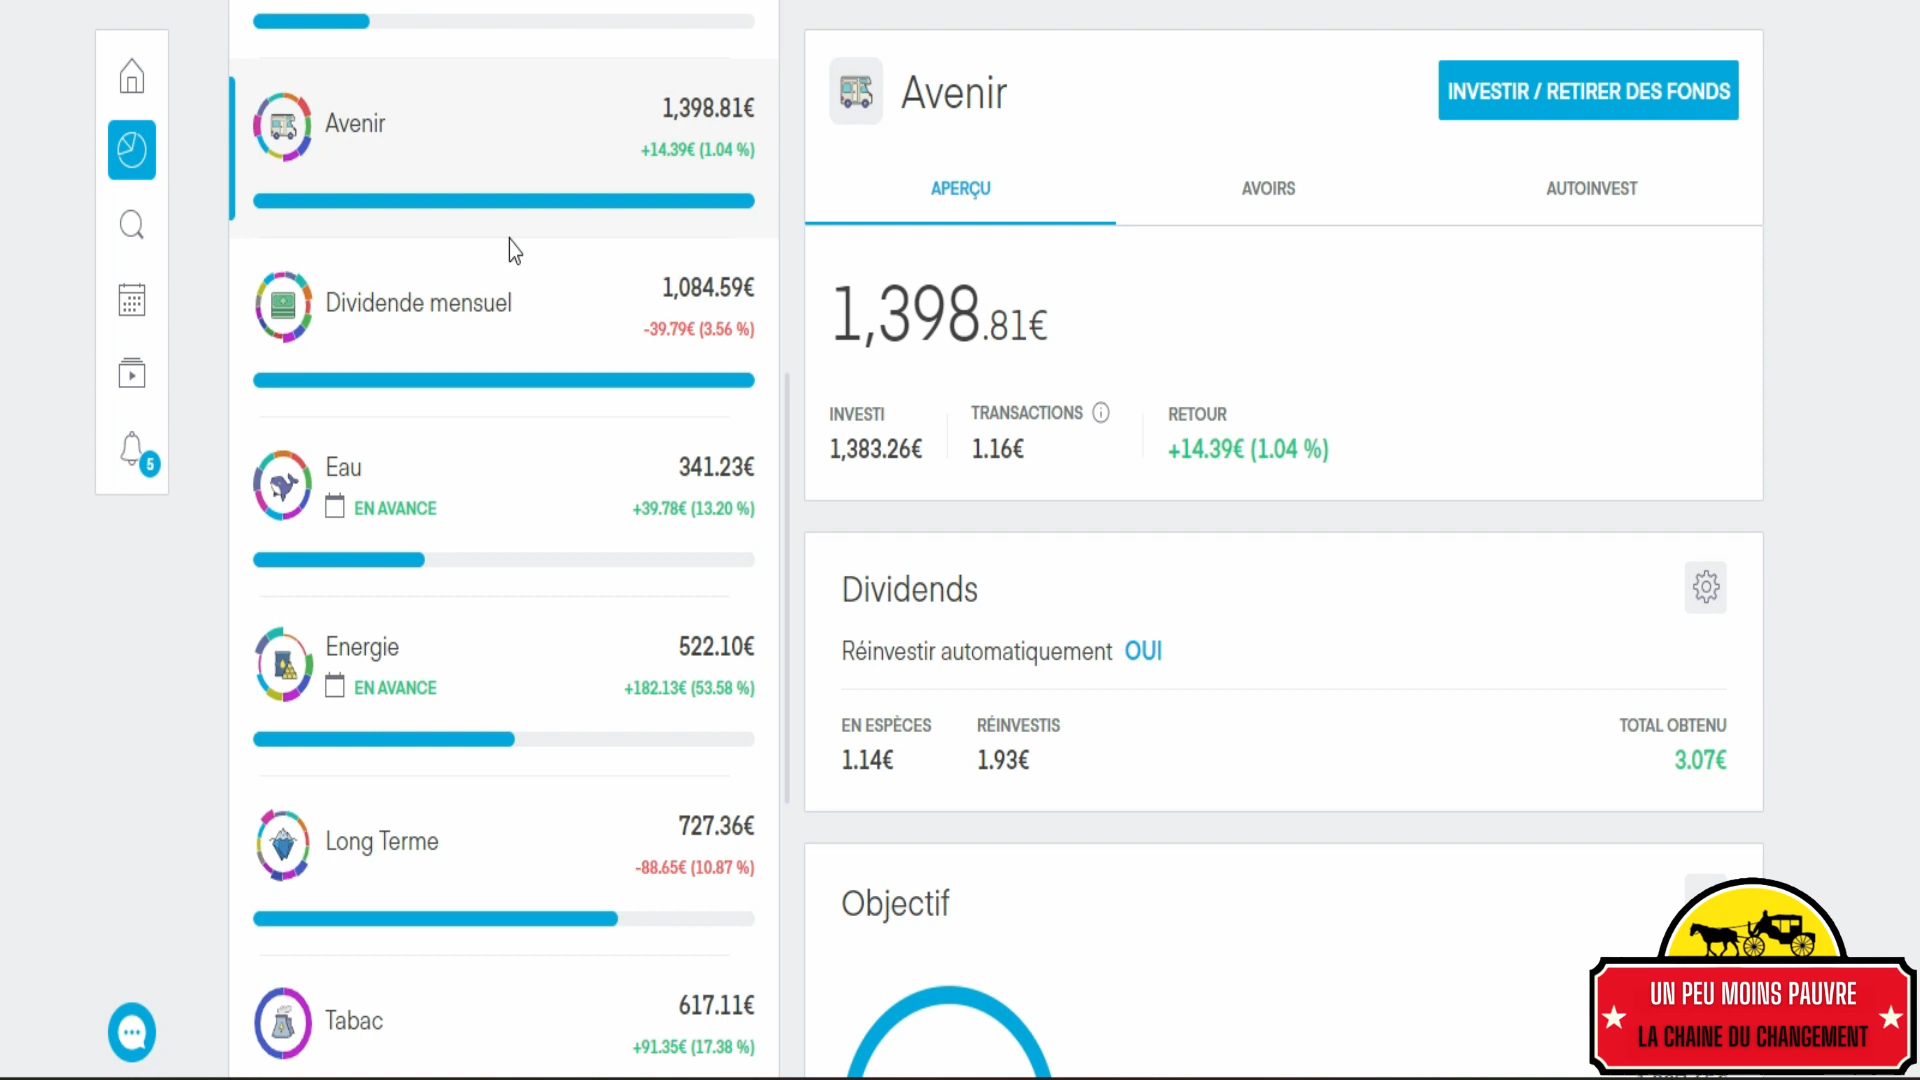 Avenir
1,398.81€
+14.39€ (1.04 %)
Dividende mensuel
1,084.59€
-39.79€ (3.56 %)
Eau
341.23€
EN AVANCE
+39.78€ (13.20 %)
Energie
522.10€
EN AVANCE
+182.13€ (53.58 %)
Long Terme
727.36€
-88.65€ (10.87 %)
Tabac
617.11€
+91.35€ (17.38 %)
5
Avenir
INVESTIR / RETIRER DES FONDS
APERÇU
AVOIRS
AUTOINVEST
1,398.81€
INVESTI
TRANSACTIONS
RETOUR
1,383.26€
1.16€
+14.39€ (1.04 %)
Dividends
Réinvestir automatiquement OUI
EN ESPÈCES
RÉINVESTIS
TOTAL OBTENU
1.14€
1.93€
3.07€
Objectif
UN PEU MOINS PAUVRE
LA CHAINE DU CHANGEMENT